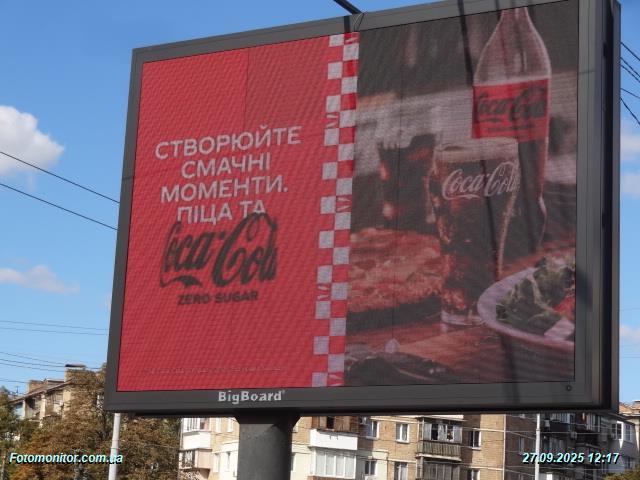 СТВОРЮЙТЕ
СМАЧНІ
МОМЕНТИ.
ПІЦА ТА
Coca-Cola
ZERO SUGAR
Coca-Cola
Coca-Cola
BigBoard
Fotomonitor.com.ua
27.09.2025 12:17